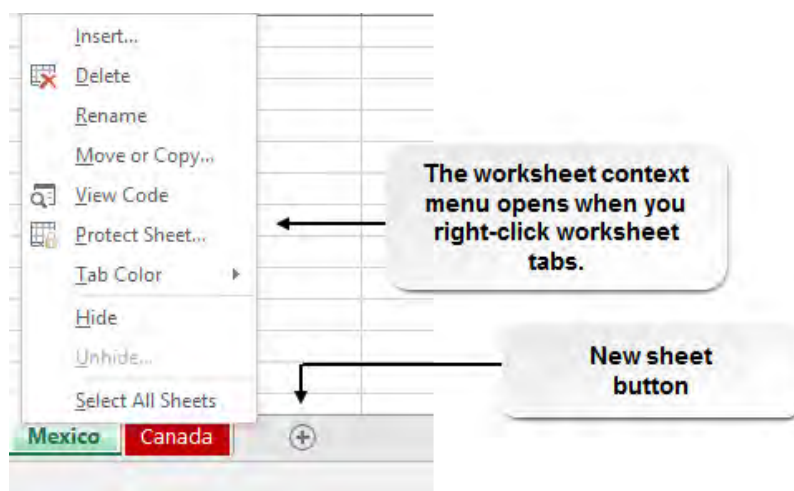 Insert...
Delete
Rename
Move or Copy...
View Code
Protect Sheet...
Tab Color
Hide
Unhide...
Select All Sheets
Mexico
Canada
The worksheet context
menu opens when you
right-click worksheet
tabs.
New sheet
button